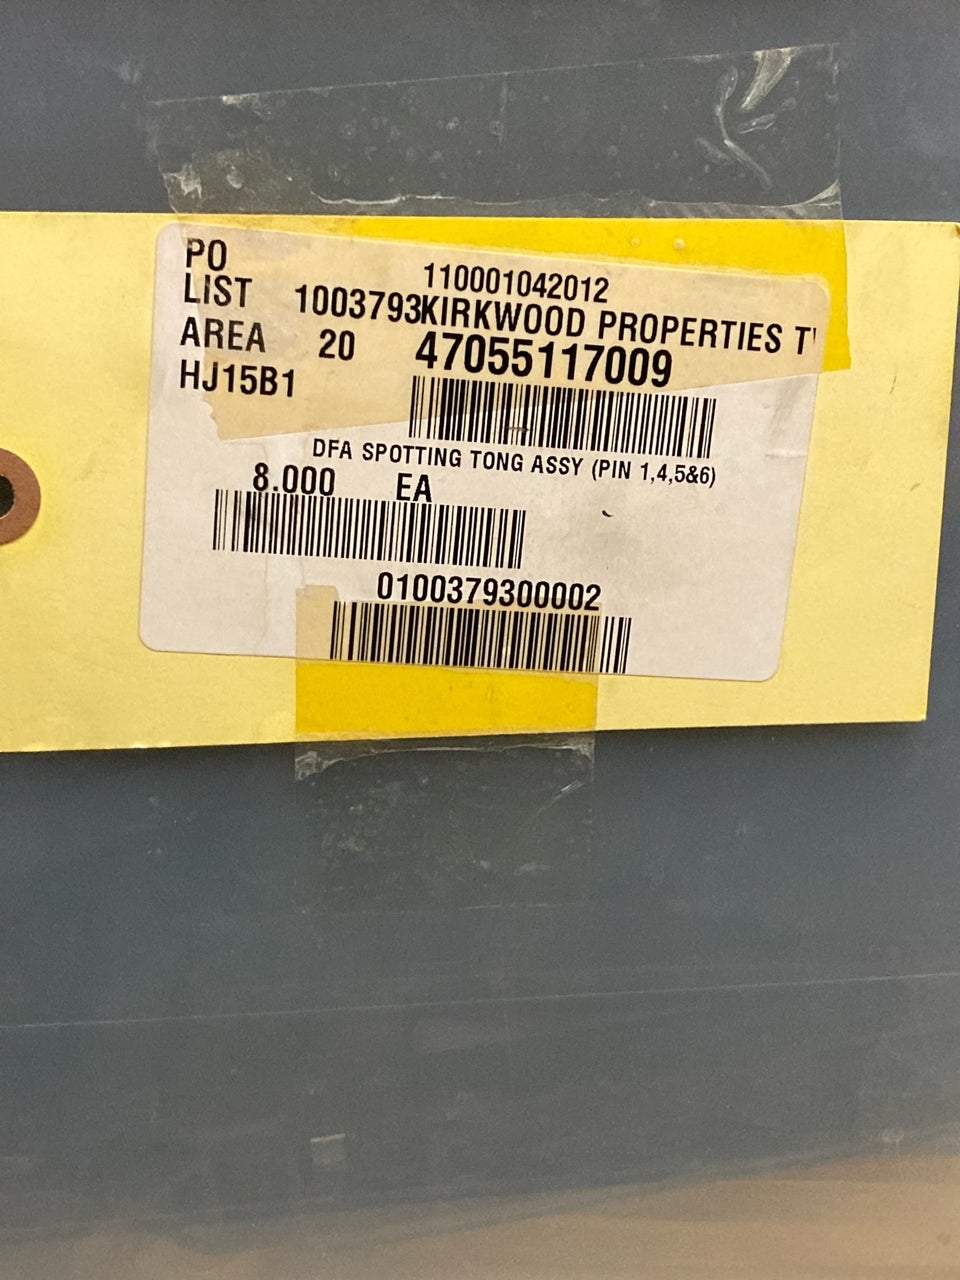 PO 110001042012
LIST 1003793KIRKWOOD PROPERTIES T
AREA 20 47055117009
HJ15B1
DFA SPOTTING TONG ASSY (PIN 1,4,5&6)
8.000 EA
0100379300002